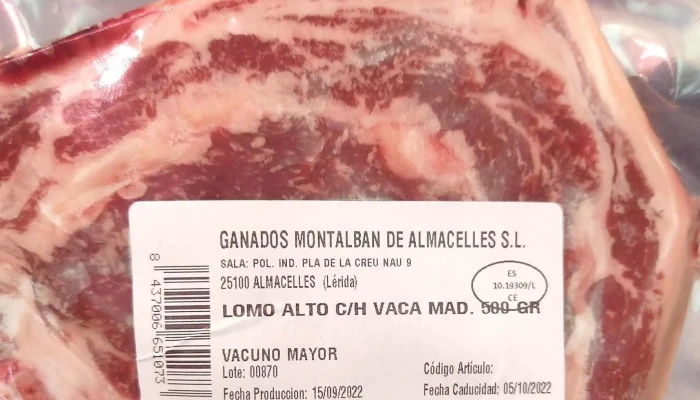 GANADOS MONTALBAN DE ALMACELLES S.L.
SALA: POL. IND. PLA DE LA CREU NAU 9
25100 ALMACELLES (Lérida)
ES
10.19309/L
CE
LOMO ALTO C/H VACA MAD. 500 GR
VACUNO MAYOR
Lote: 00870
Código Artículo:
Fecha Produccion: 15/09/2022
Fecha Caducidad: 05/10/2022
8 437006 651073